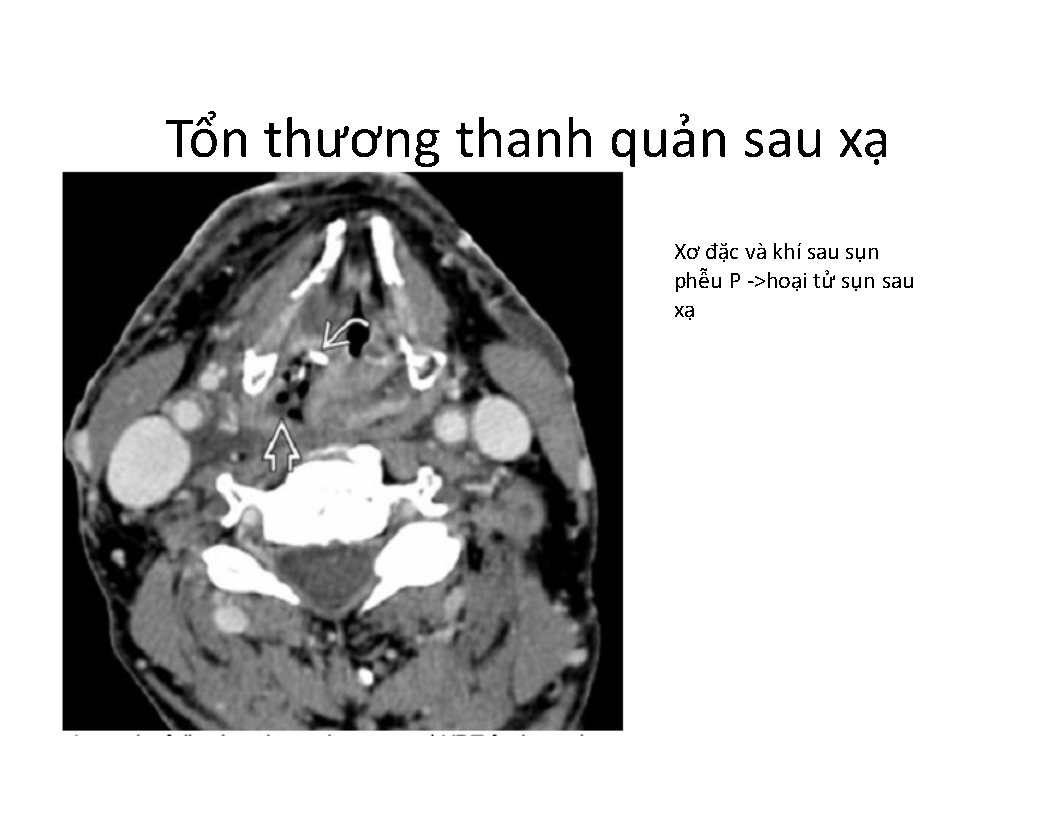 Tổn thương thanh quản sau xạ
Xơ đặc và khí sau sụn
phễu P ->hoại tử sụn sau
xạ